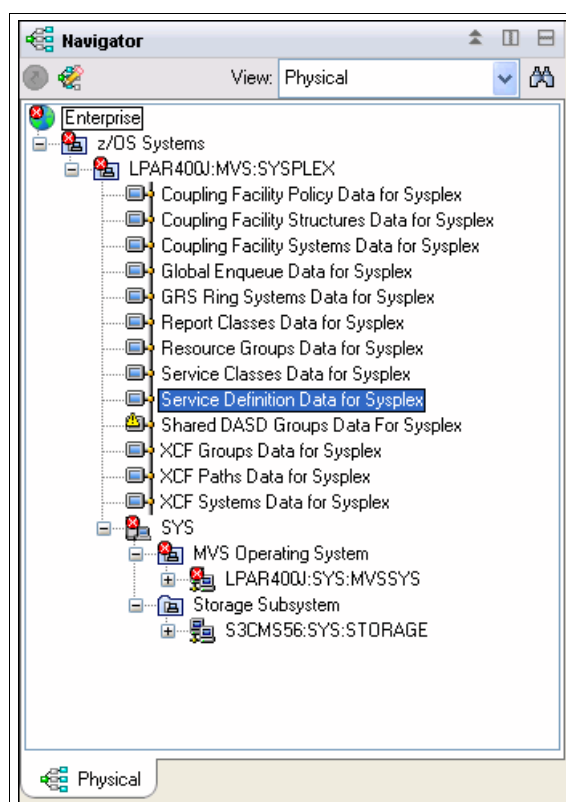 Navigator
View: Physical
Enterprise
z/OS Systems
LPAR400J:MVS:SYSPLEX
Coupling Facility Policy Data for Sysplex
Coupling Facility Structures Data for Sysplex
Coupling Facility Systems Data for Sysplex
Global Enqueue Data for Sysplex
GRS Ring Systems Data for Sysplex
Report Classes Data for Sysplex
Resource Groups Data for Sysplex
Service Classes Data for Sysplex
Service Definition Data for Sysplex
Shared DASD Groups Data For Sysplex
XCF Groups Data for Sysplex
XCF Paths Data for Sysplex
XCF Systems Data for Sysplex
SYS
MVS Operating System
LPAR400J:SYS:MVSSYS
Storage Subsystem
S3CMS56:SYS:STORAGE
Physical